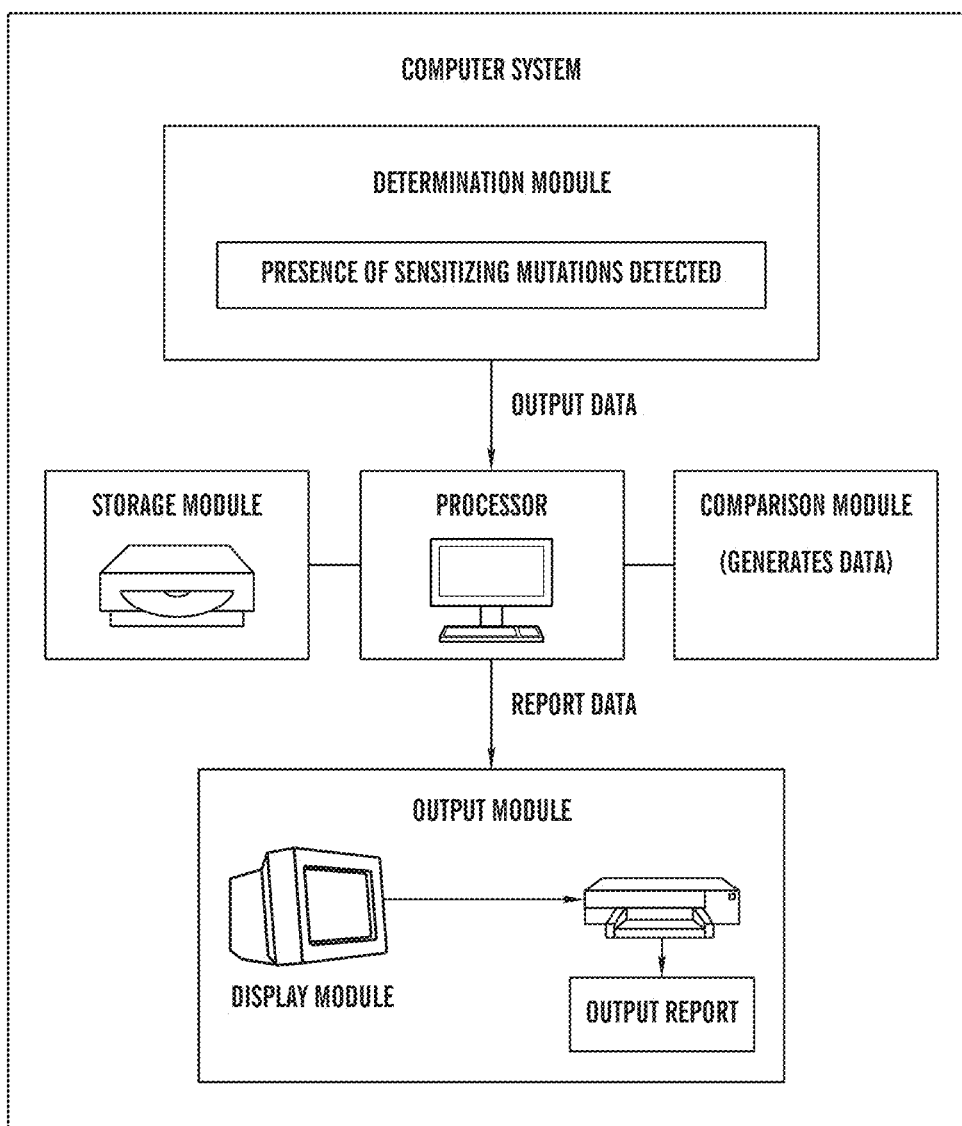 COMPUTER SYSTEM
DETERMINATION MODULE
PRESENCE OF SENSITIZING MUTATIONS DETECTED
OUTPUT DATA
STORAGE MODULE
PROCESSOR
COMPARISON MODULE
(GENERATES DATA)
REPORT DATA
OUTPUT MODULE
DISPLAY MODULE
OUTPUT REPORT